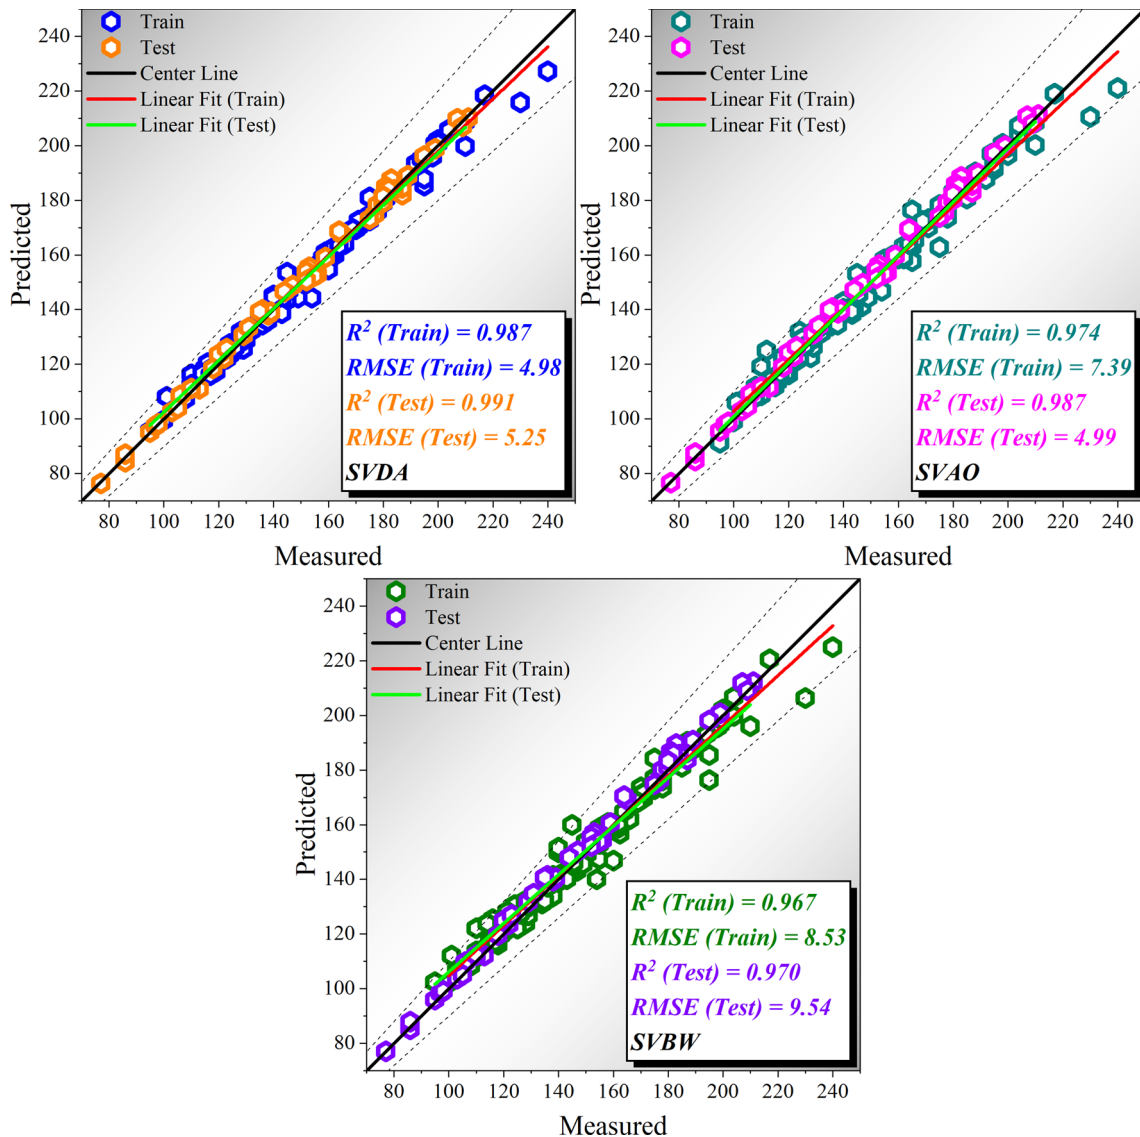 Train
Test
Center Line
Linear Fit (Train)
Linear Fit (Test)
R² (Train) = 0.987
RMSE (Train) = 4.98
R² (Test) = 0.991
RMSE (Test) = 5.25
SVDA
240
220
200
180
160
140
120
100
80
Predicted
80 100 120 140 160 180 200 220 240
Measured
Train
Test
Center Line
Linear Fit (Train)
Linear Fit (Test)
R² (Train) = 0.974
RMSE (Train) = 7.39
R² (Test) = 0.987
RMSE (Test) = 4.99
SVAO
240
220
200
180
160
140
120
100
80
Predicted
80 100 120 140 160 180 200 220 240
Measured
Train
Test
Center Line
Linear Fit (Train)
Linear Fit (Test)
R² (Train) = 0.967
RMSE (Train) = 8.53
R² (Test) = 0.970
RMSE (Test) = 9.54
SVBW
240
220
200
180
160
140
120
100
80
Predicted
80 100 120 140 160 180 200 220 240
Measured